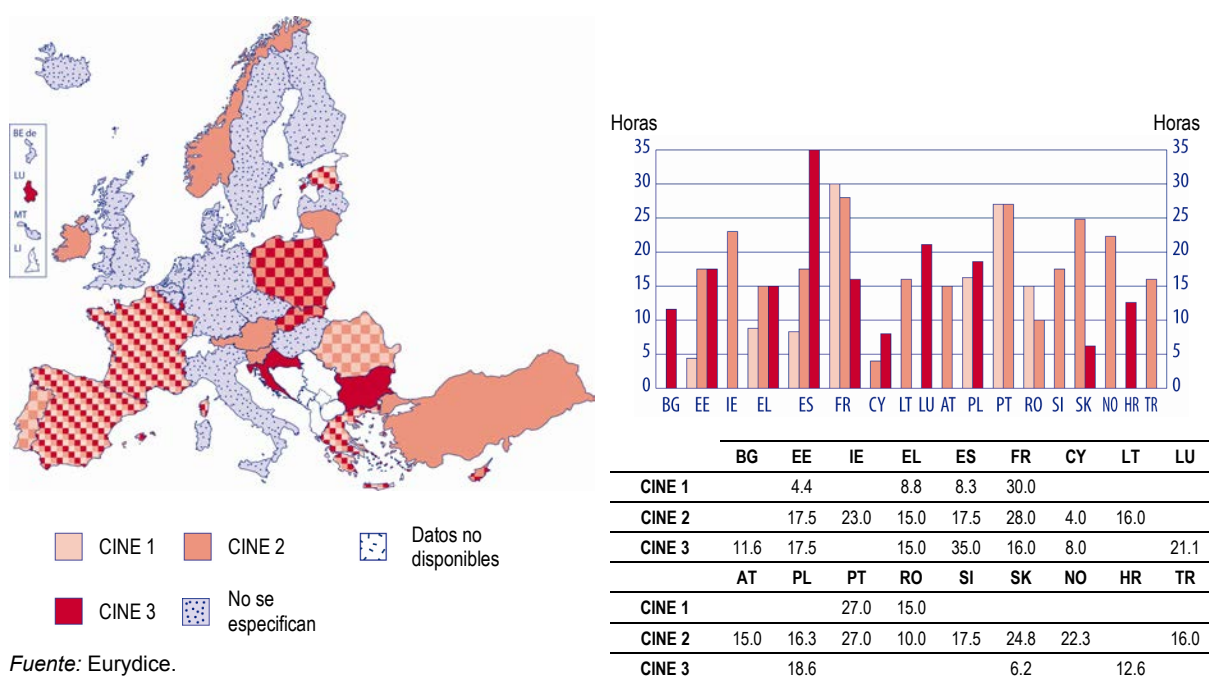 BE de
LU
MT
LI
CINE 1
CINE 2
Datos no
disponibles
CINE 3
No se
especifican
Fuente: Eurydice.
Horas Horas
35 35
30 30
25 25
20 20
15 15
10 10
5 5
0 0
BG EE IE EL ES FR CY LT LU AT PL PT RO SI SK NO HR TR
BG EE IE EL ES FR CY LT LU
CINE 1 4.4 8.8 8.3 30.0
CINE 2 17.5 23.0 15.0 17.5 28.0 4.0 16.0
CINE 3 11.6 17.5 15.0 35.0 16.0 8.0 21.1
AT PL PT RO SI SK NO HR TR
CINE 1 27.0 15.0
CINE 2 15.0 16.3 27.0 10.0 17.5 24.8 22.3 16.0
CINE 3 18.6 6.2 12.6